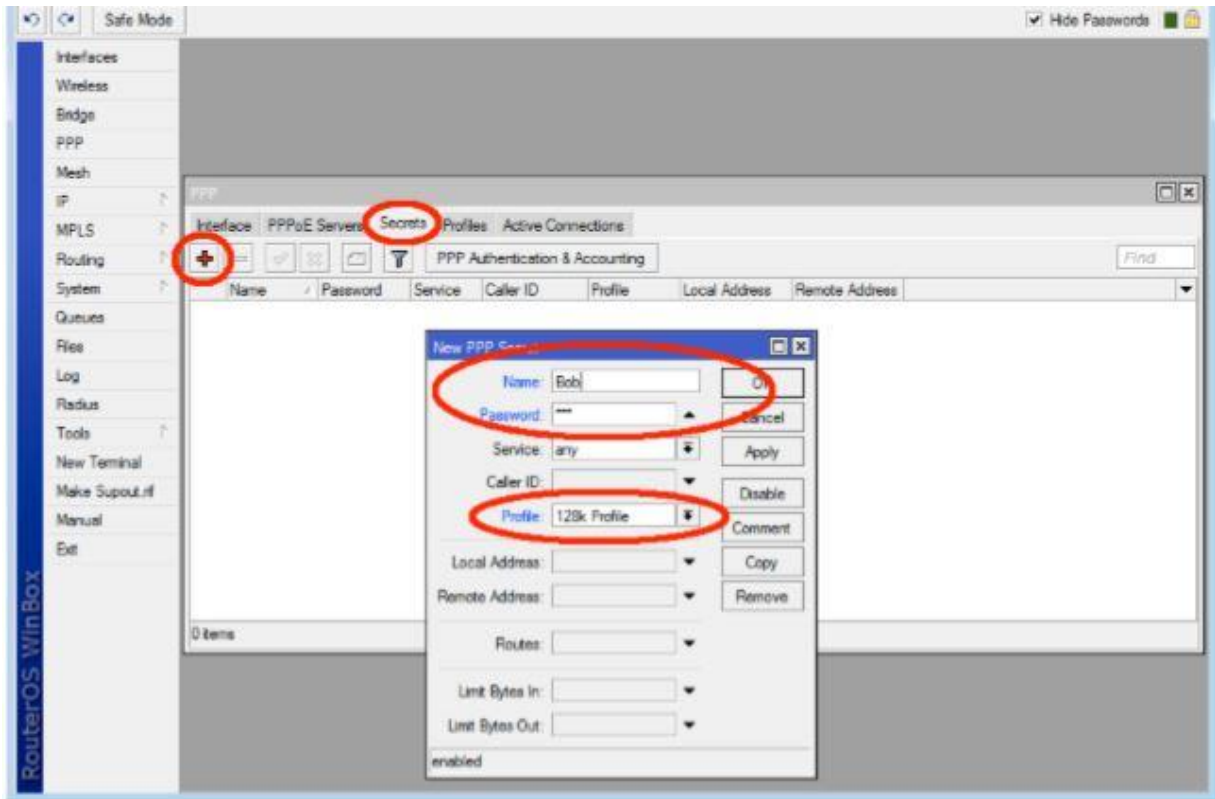 Safe Mode
Hide Passwords
Interfaces
Wireless
Bridge
PPP
Mesh
IP
MPLS
Routing
System
Queues
Files
Log
Radius
Tools
New Terminal
Make Supout.rif
Manual
Exit
RouterOS WinBox
PPP
Interface PPPoE Servers Secrets Profiles Active Connections
PPP Authentication & Accounting
Find
Name Password Service Caller ID Profile Local Address Remote Address
0 items
New PPP Secret
Name: Bob
Password: ***
Service: any
Caller ID:
Profile: 128k Profile
Local Address:
Remote Address:
Routes:
Limit Bytes In:
Limit Bytes Out:
enabled
OK
Cancel
Apply
Disable
Comment
Copy
Remove